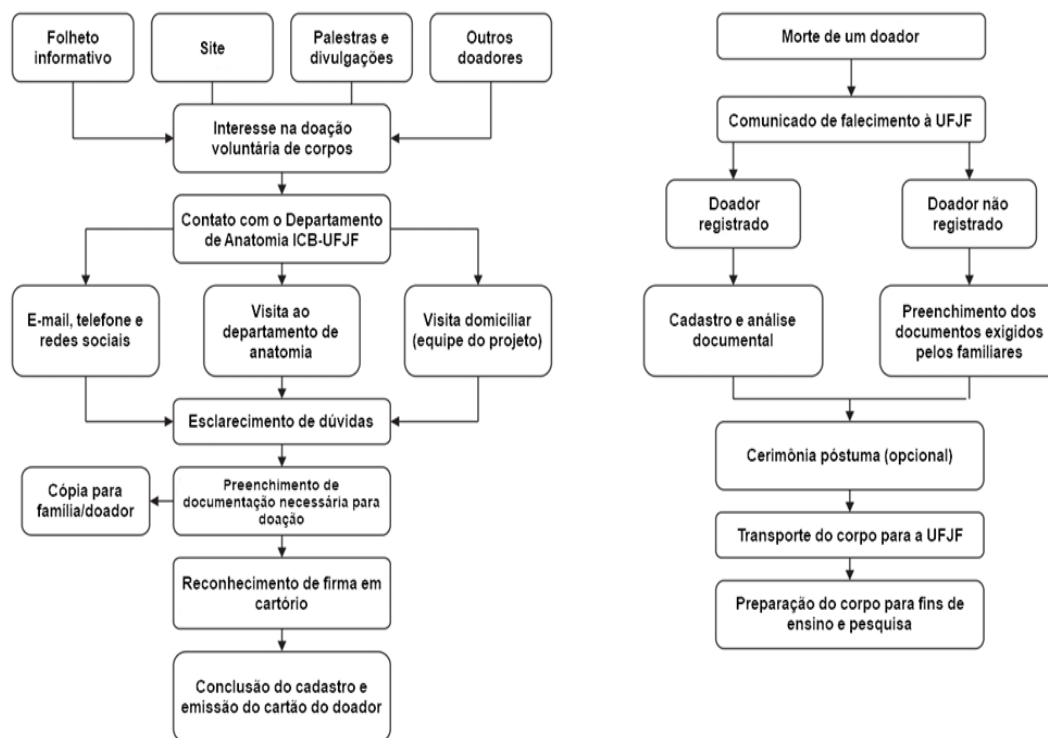 Folheto
informativo
Site
Palestras e
divulgações
Outros
doadores
Interesse na doação
voluntária de corpos
Contato com o Departamento
de Anatomia ICB-UFJF
E-mail, telefone e
redes sociais
Visita ao
departamento de
anatomia
Visita domiciliar
(equipe do projeto)
Esclarecimento de dúvidas
Cópia para
família/doador
Preenchimento de
documentação necessária para
doação
Reconhecimento de firma em
cartório
Conclusão do cadastro e
emissão do cartão do doador
Morte de um doador
Comunicado de falecimento à UFJF
Doador
registrado
Doador não
registrado
Cadastro e análise
documental
Preenchimento dos
documentos exigidos
pelos familiares
Cerimônia póstuma (opcional)
Transporte do corpo para a UFJF
Preparação do corpo para fins de
ensino e pesquisa